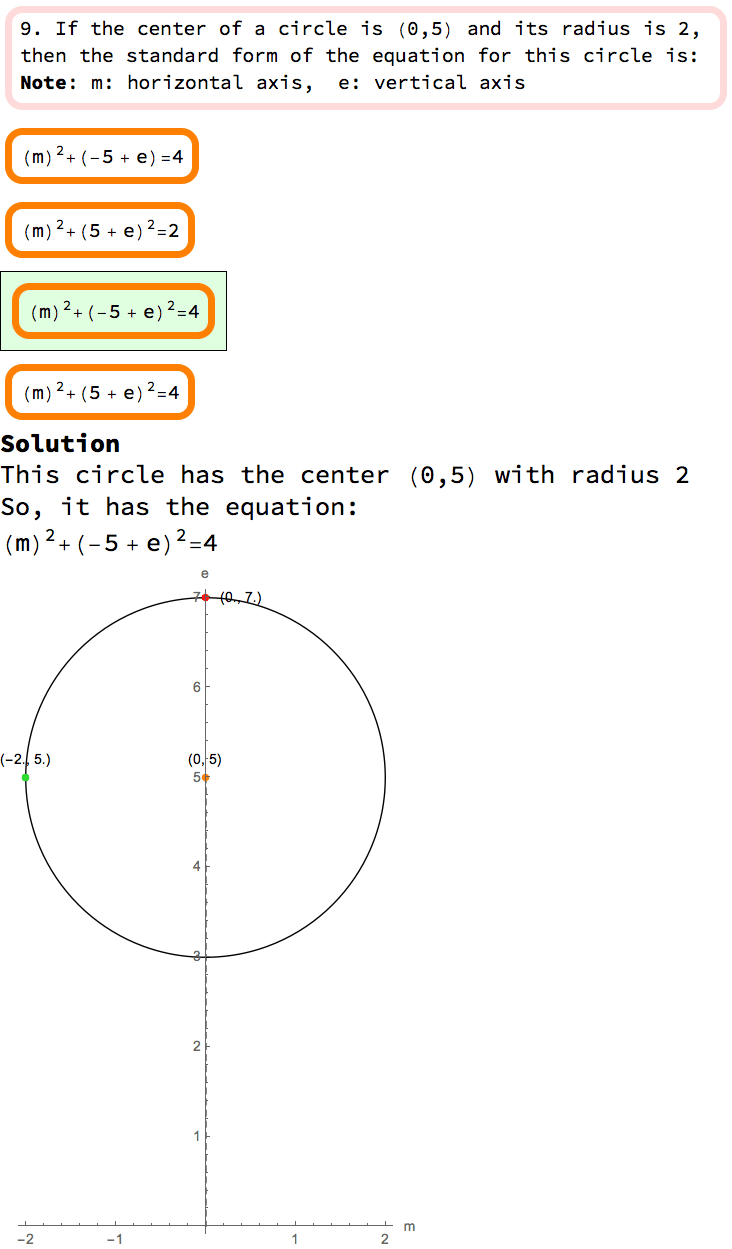 9. If the center of a circle is (0,5) and its radius is 2,
then the standard form of the equation for this circle is:
Note: m: horizontal axis,  e: vertical axis
(m)²+(-5 + e)=4
(m)²+(5 + e)²=2
(m)²+(-5 + e)²=4
(m)²+(5 + e)²=4
Solution
This circle has the center (0,5) with radius 2
So, it has the equation:
(m)²+(-5 + e)²=4
e
7 (0., 7.)
6
(-2., 5.) (0, 5)
5
4
3
2
1
m
-2 -1 1 2